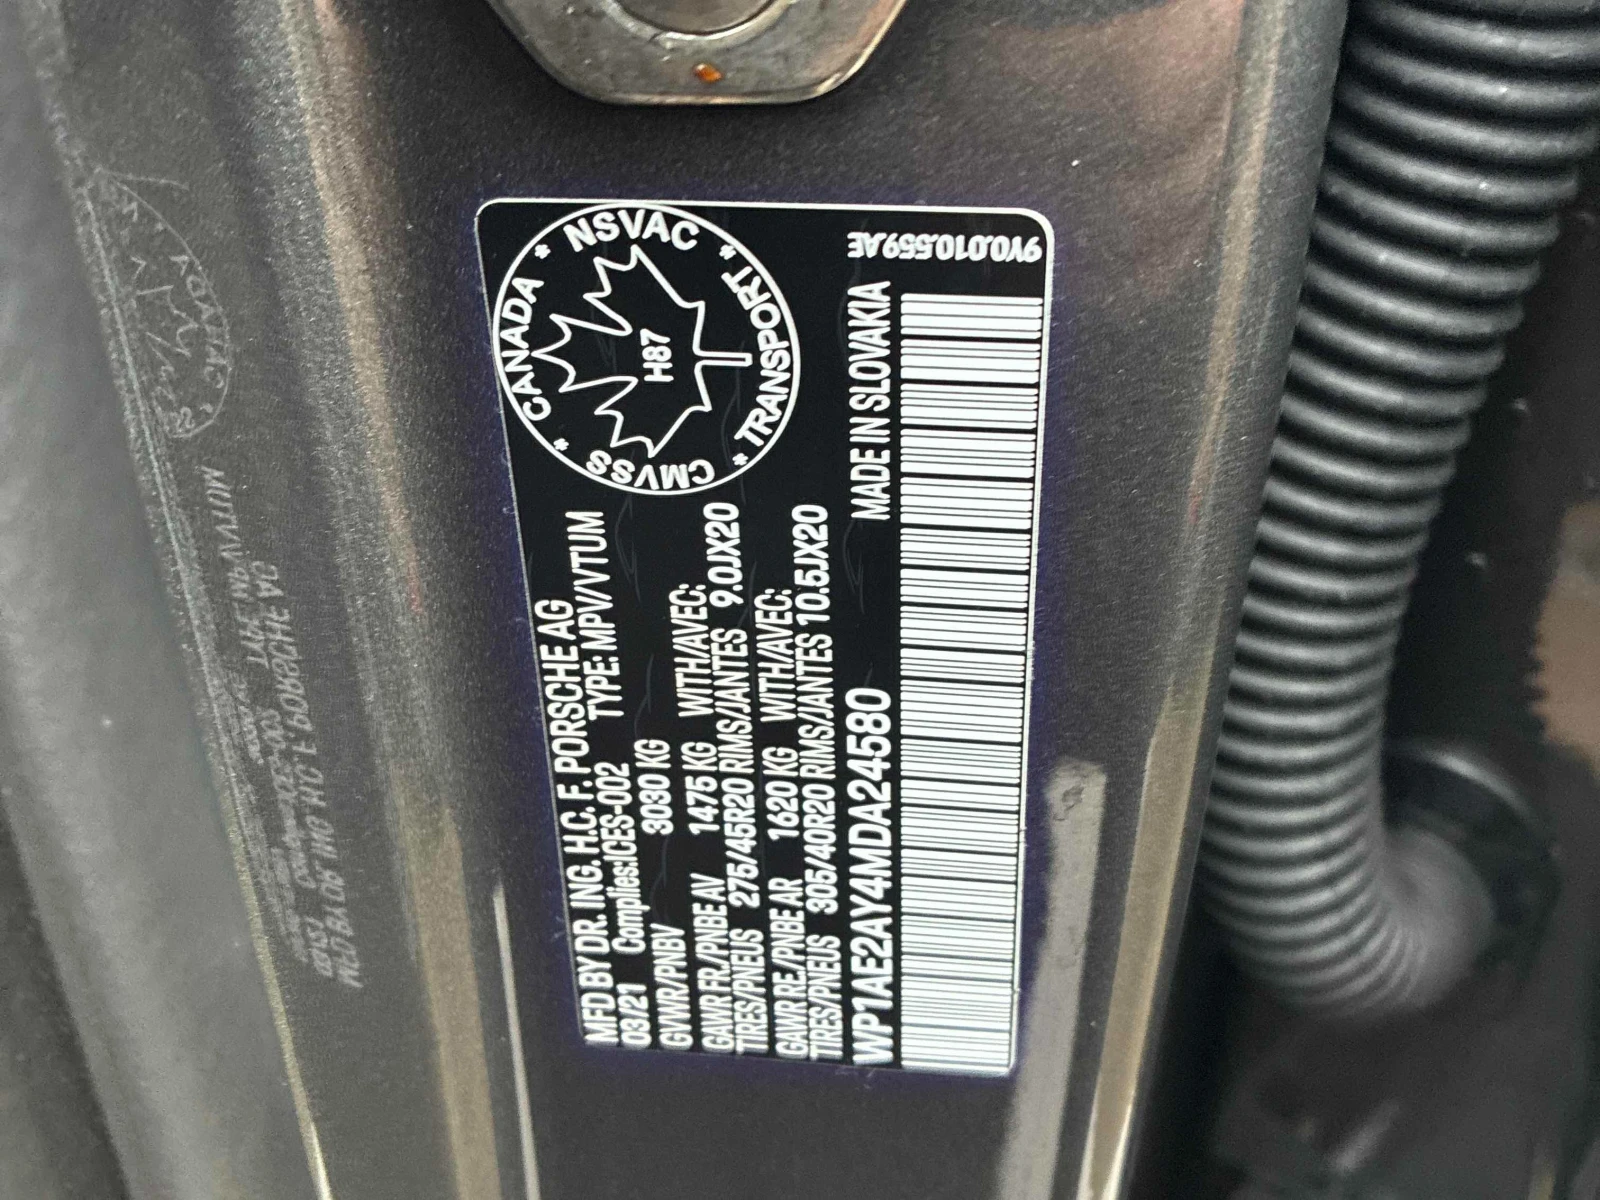 MFD BY DR. ING. H.C. F. PORSCHE AG
03/21 Complies:ICES-002 TYPE: MPV/VTUM
GVWR/PNBV 3030 KG
GAWR FR./PNBE AV 1475 KG WITH/AVEC:
TIRES/PNEUS 275/45R20 RIMS/JANTES 9.0JX20
GAWR RE./PNBE AR 1620 KG WITH/AVEC:
TIRES/PNEUS 305/40R20 RIMS/JANTES 10.5JX20
WP1AE2AY4MDA24580 MADE IN SLOVAKIA
CANADA * NSVAC * TRANSPORT * CMVSS *
H87
9Y0.010.559.AE